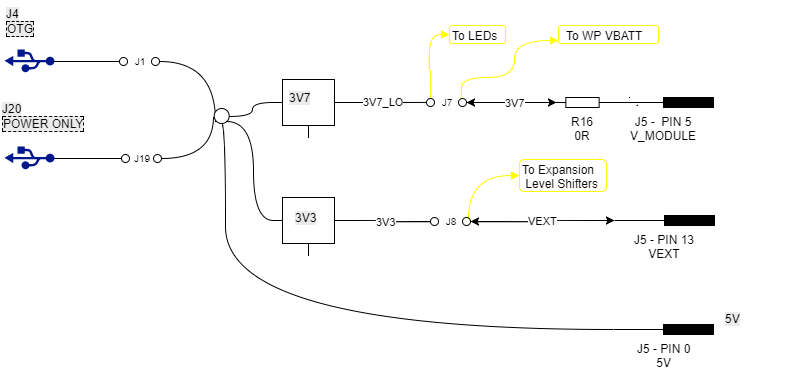 J4
OTG
J1
J20
POWER ONLY
J19
3V7
3V7_LO
J7
3V7
To LEDs
To WP VBATT
R16
0R
J5 - PIN 5
V_MODULE
3V3
3V3
J8
VEXT
To Expansion
Level Shifters
J5 - PIN 13
VEXT
5V
J5 - PIN 0
5V